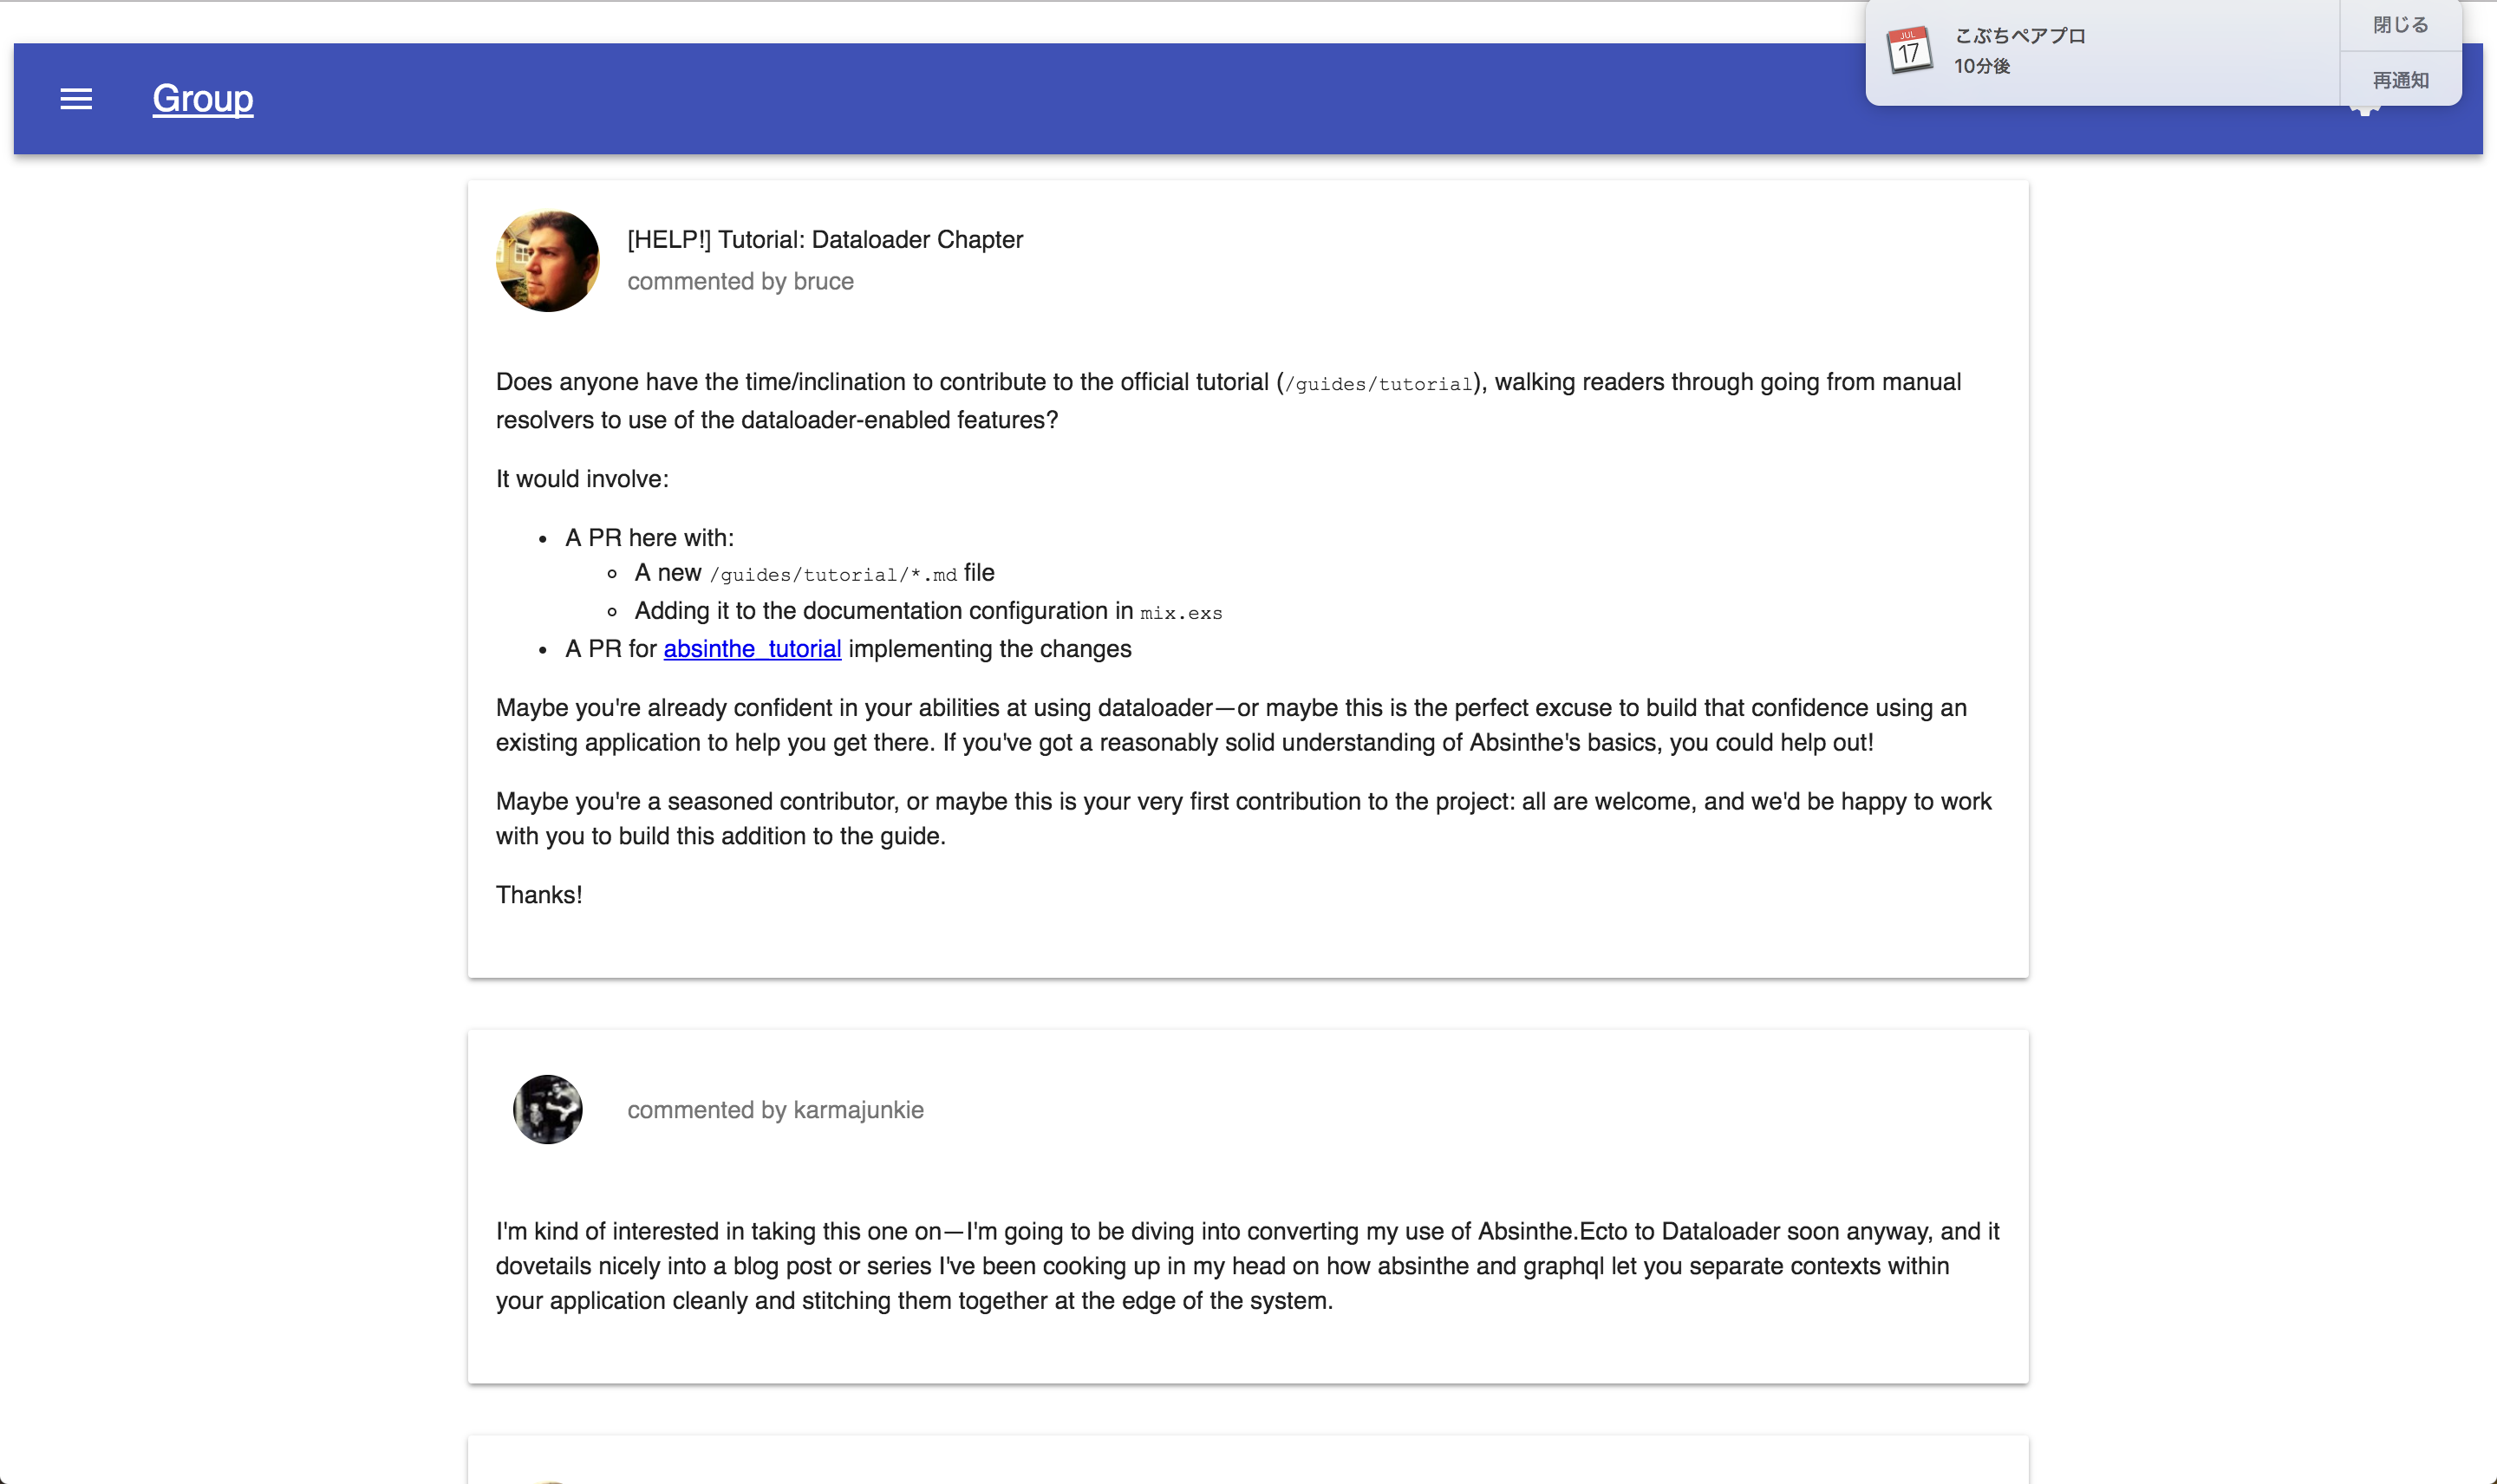 Group
JUL
17
こぶちペアプロ
10分後
閉じる
再通知
[HELP!] Tutorial: Dataloader Chapter
commented by bruce
Does anyone have the time/inclination to contribute to the official tutorial (/guides/tutorial), walking readers through going from manual
resolvers to use of the dataloader-enabled features?
It would involve:
• A PR here with:
◦ A new /guides/tutorial/*.md file
◦ Adding it to the documentation configuration in mix.exs
• A PR for absinthe_tutorial implementing the changes
Maybe you're already confident in your abilities at using dataloader—or maybe this is the perfect excuse to build that confidence using an
existing application to help you get there. If you've got a reasonably solid understanding of Absinthe's basics, you could help out!
Maybe you're a seasoned contributor, or maybe this is your very first contribution to the project: all are welcome, and we'd be happy to work
with you to build this addition to the guide.
Thanks!
commented by karmajunkie
I'm kind of interested in taking this one on—I'm going to be diving into converting my use of Absinthe.Ecto to Dataloader soon anyway, and it
dovetails nicely into a blog post or series I've been cooking up in my head on how absinthe and graphql let you separate contexts within
your application cleanly and stitching them together at the edge of the system.